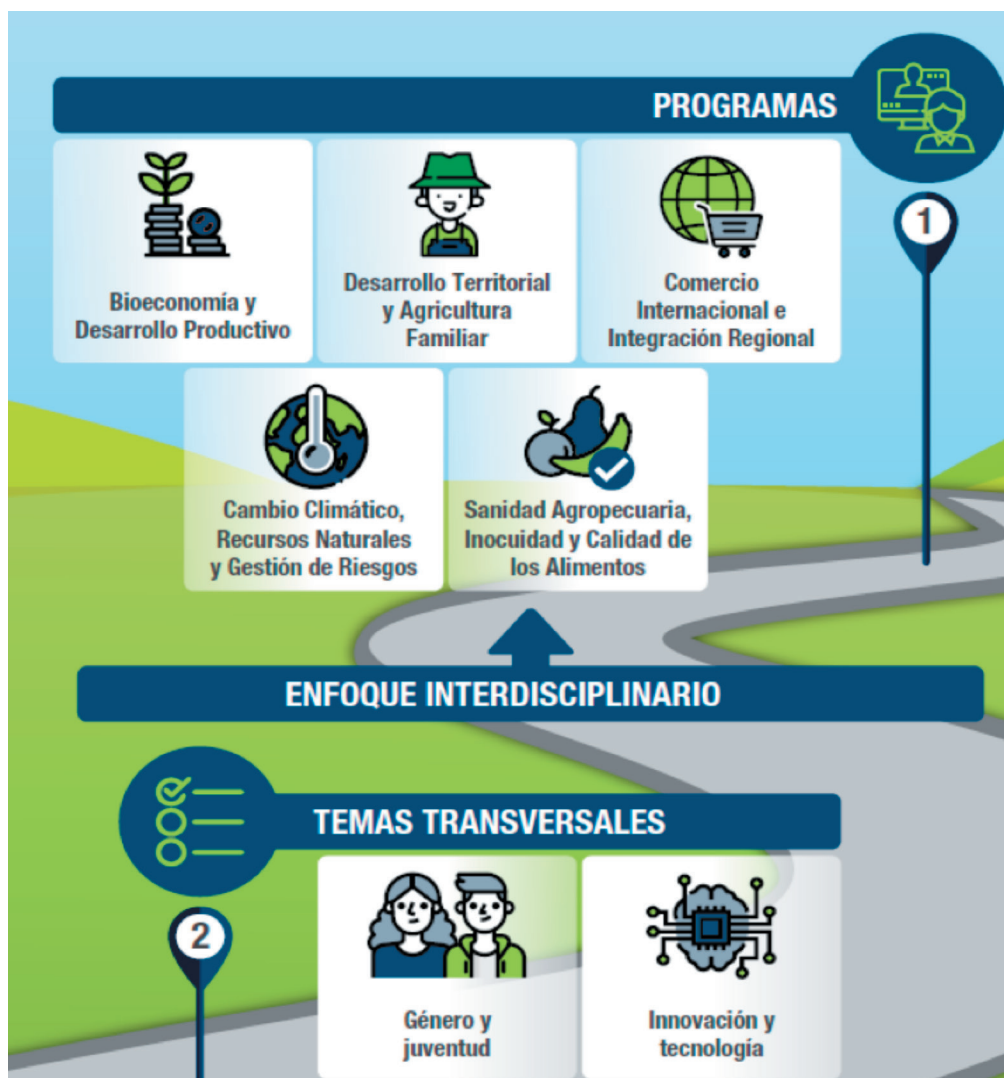 PROGRAMAS
1
Bioeconomía y
Desarrollo Productivo
Desarrollo Territorial
y Agricultura
Familiar
Comercio
Internacional e
Integración Regional
Cambio Climático,
Recursos Naturales
y Gestión de Riesgos
Sanidad Agropecuaria,
Inocuidad y Calidad de
los Alimentos
ENFOQUE INTERDISCIPLINARIO
TEMAS TRANSVERSALES
2
Género y
juventud
Innovación y
tecnología